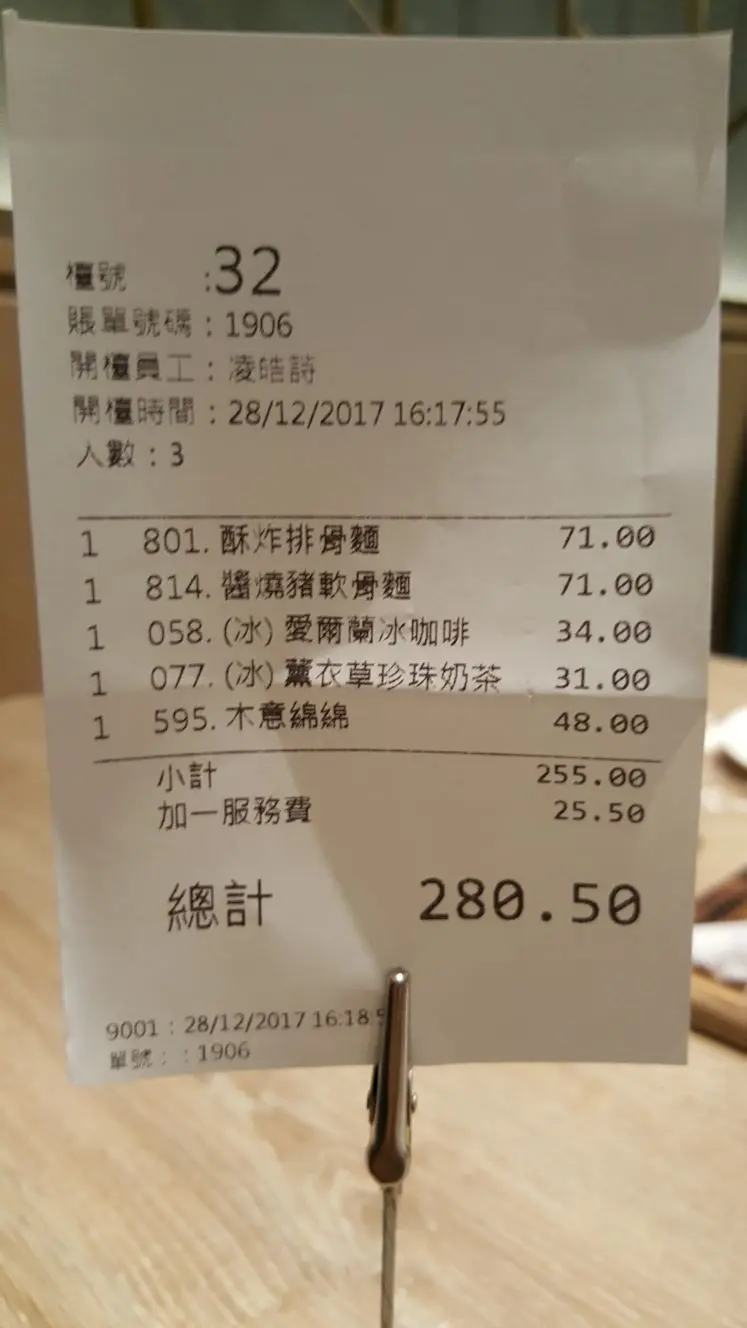 檯號 :32
賬單號碼：1906
開檯員工：凌皓詩
開檯時間：28/12/2017 16:17:55
人數：3
1 801. 酥炸排骨麵 71.00
1 814. 醬燒豬軟骨麵 71.00
1 058. (冰) 愛爾蘭冰咖啡 34.00
1 077. (冰) 薰衣草珍珠奶茶 31.00
1 595. 木意綿綿 48.00
小計 255.00
加一服務費 25.50
總計 280.50
9001 : 28/12/2017 16:18:5
單號： : 1906